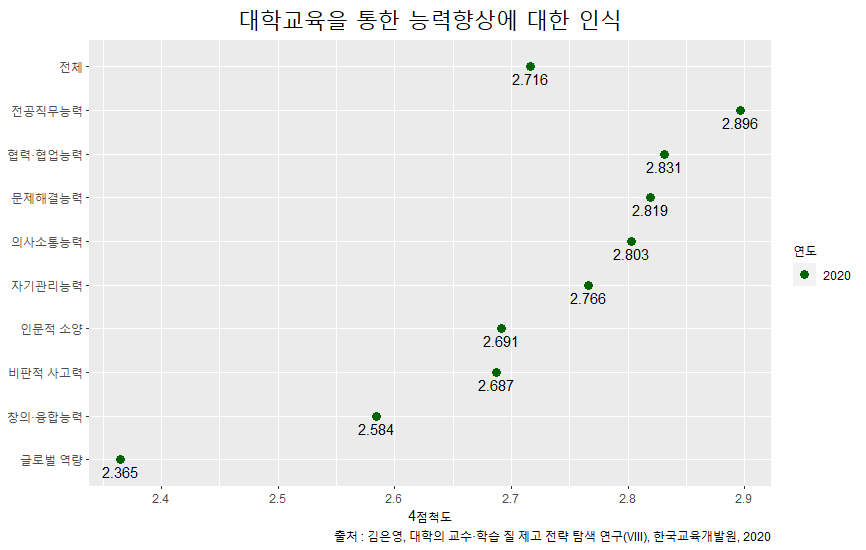 대학교육을 통한 능력향상에 대한 인식
전체
2.716
전공직무능력
2.896
협력·협업능력
2.831
문제해결능력
2.819
의사소통능력
2.803
자기관리능력
2.766
인문적 소양
2.691
비판적 사고력
2.687
창의·융합능력
2.584
글로벌 역량
2.365
2.4 2.5 2.6 2.7 2.8 2.9
4점척도
연도
2020
출처 : 김은영, 대학의 교수·학습 질 제고 전략 탐색 연구(VIII), 한국교육개발원, 2020